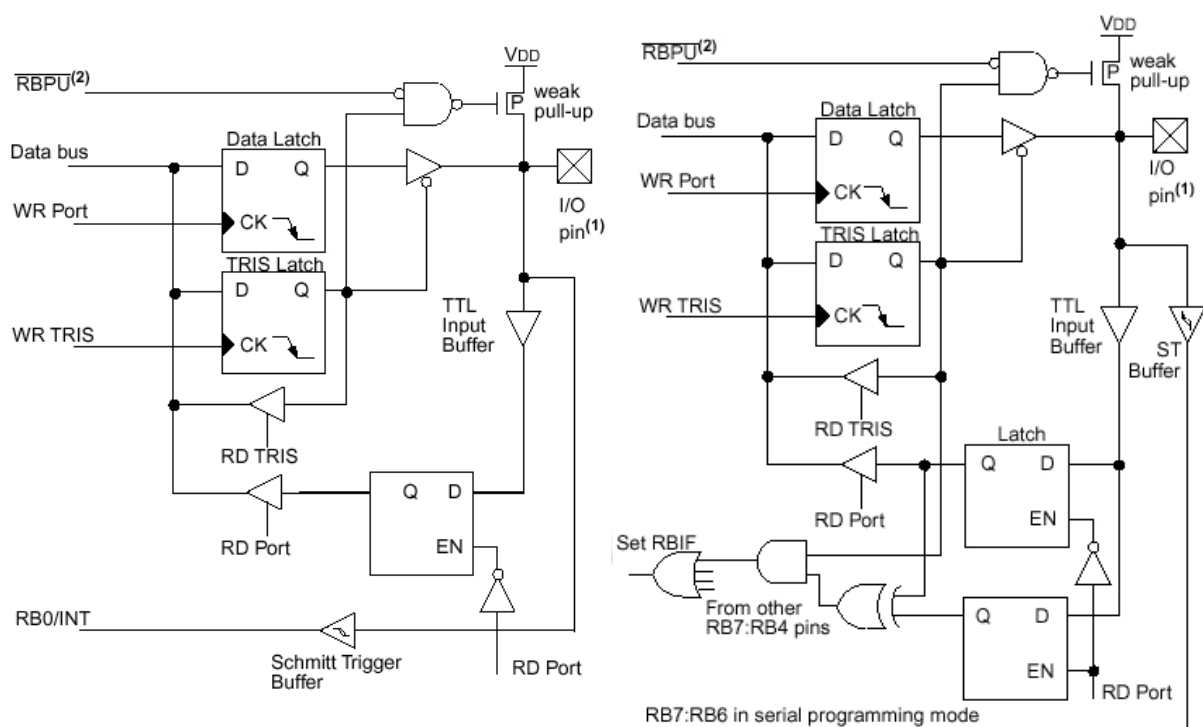 VDD
RBPU(2)
weak
pull-up
P
Data Latch
Data bus
D Q
I/O
pin(1)
WR Port
CK
TRIS Latch
D Q
TTL
Input
Buffer
WR TRIS
CK
RD TRIS
Q D
EN
RD Port
RB0/INT
Schmitt Trigger
Buffer
RD Port
VDD
RBPU(2)
weak
pull-up
P
Data Latch
Data bus
D Q
I/O
pin(1)
WR Port
CK
TRIS Latch
D Q
TTL
Input
Buffer
WR TRIS
CK
ST
Buffer
RD TRIS
Latch
Q D
EN
RD Port
Set RBIF
From other
RB7:RB4 pins
Q D
EN
RD Port
RB7:RB6 in serial programming mode